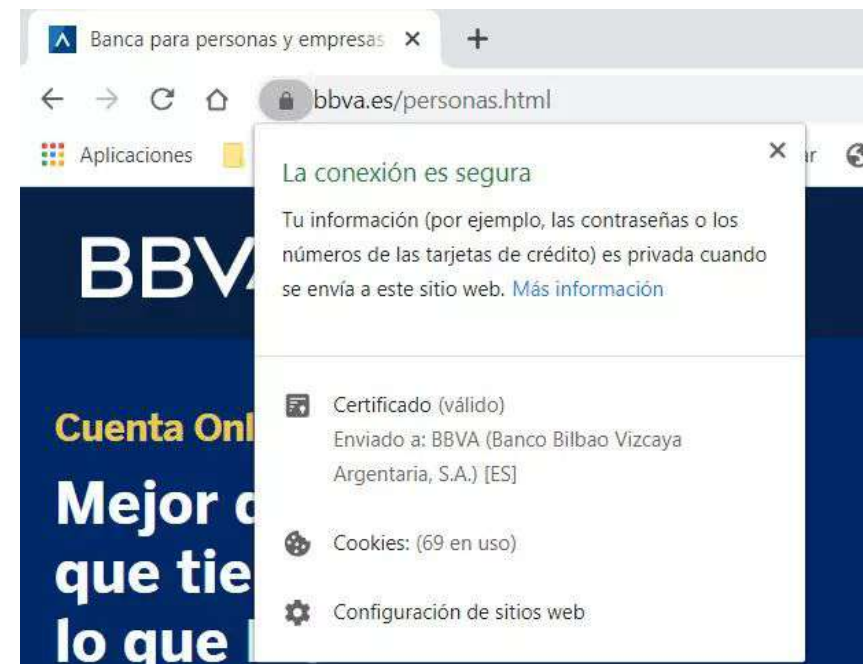 Banca para personas y empresas
bbva.es/personas.html
Aplicaciones
La conexión es segura
Tu información (por ejemplo, las contraseñas o los
números de las tarjetas de crédito) es privada cuando
se envía a este sitio web. Más información
BBVA
Certificado (válido)
Enviado a: BBVA (Banco Bilbao Vizcaya
Argentaria, S.A.) [ES]
Cookies: (69 en uso)
Configuración de sitios web
Cuenta
Mejor
que
lo que